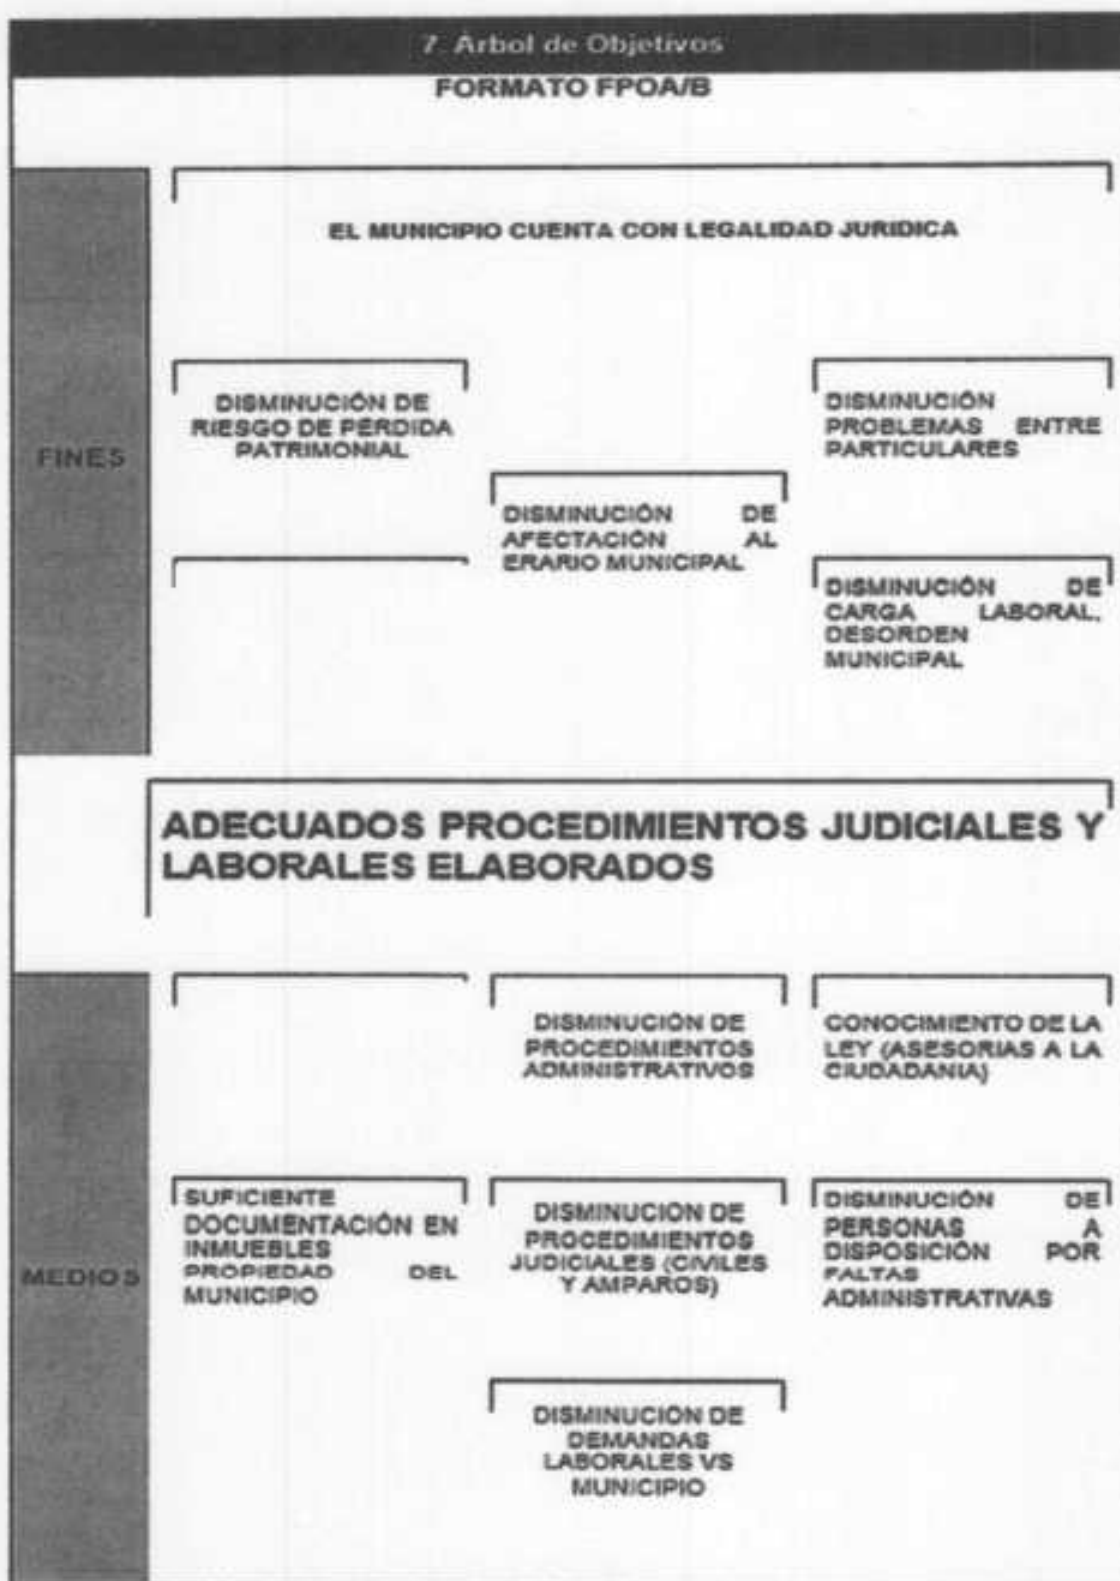 7. Arbol de Objetivos
FORMATO FPOA/B
EL MUNICIPIO CUENTA CON LEGALIDAD JURIDICA
FINES
DISMINUCIÓN DE
RIESGO DE PÉRDIDA
PATRIMONIAL
DISMINUCIÓN
PROBLEMAS ENTRE
PARTICULARES
DISMINUCIÓN DE
AFECTACIÓN AL
ERARIO MUNICIPAL
DISMINUCIÓN DE
CARGA LABORAL,
DESORDEN
MUNICIPAL
ADECUADOS PROCEDIMIENTOS JUDICIALES Y
LABORALES ELABORADOS
MEDIOS
DISMINUCIÓN DE
PROCEDIMIENTOS
ADMINISTRATIVOS
CONOCIMIENTO DE LA
LEY (ASESORIAS A LA
CIUDADANIA)
SUFICIENTE
DOCUMENTACIÓN EN
INMUEBLES
PROPIEDAD DEL
MUNICIPIO
DISMINUCIÓN DE
PROCEDIMIENTOS
JUDICIALES (CIVILES
Y AMPAROS)
DISMINUCIÓN DE
PERSONAS A
DISPOSICIÓN POR
FALTAS
ADMINISTRATIVAS
DISMINUCIÓN DE
DEMANDAS
LABORALES VS
MUNICIPIO